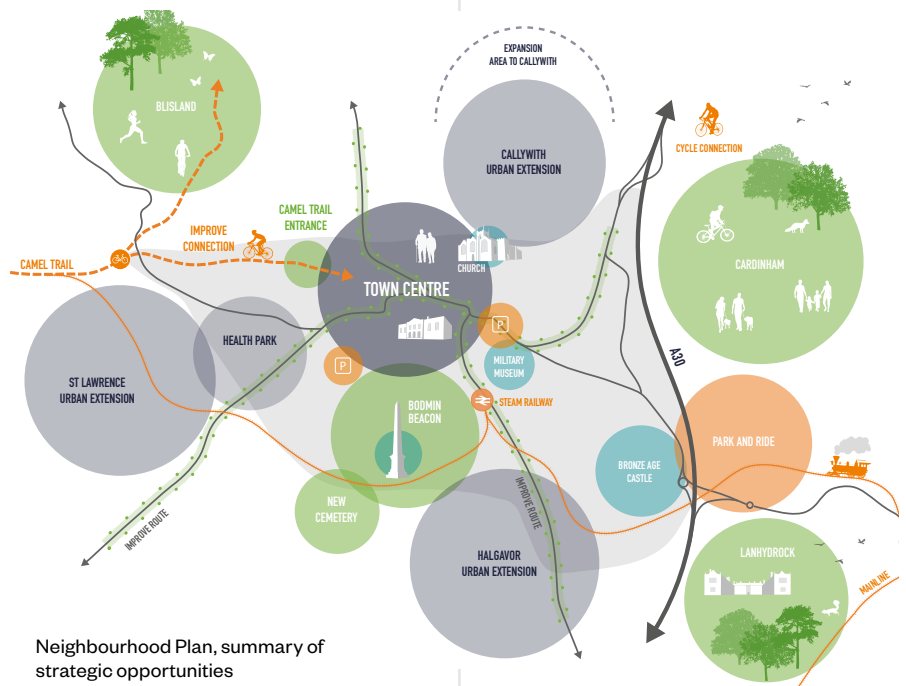 EXPANSION
AREA TO CALLYWITH
BLISLAND
CYCLE CONNECTION
CALLYWITH
URBAN EXTENSION
CAMEL TRAIL
ENTRANCE
IMPROVE
CONNECTION
CAMEL TRAIL
CHURCH
CARDINHAM
TOWN CENTRE
P
HEALTH PARK
A30
MILITARY
MUSEUM
P
ST LAWRENCE
URBAN EXTENSION
STEAM RAILWAY
BODMIN
BEACON
PARK AND RIDE
BRONZE AGE
CASTLE
NEW
CEMETERY
IMPROVE ROUTE
IMPROVE ROUTE
HALGAVOR
URBAN EXTENSION
LANHYDROCK
MAINLINE
Neighbourhood Plan, summary of
strategic opportunities